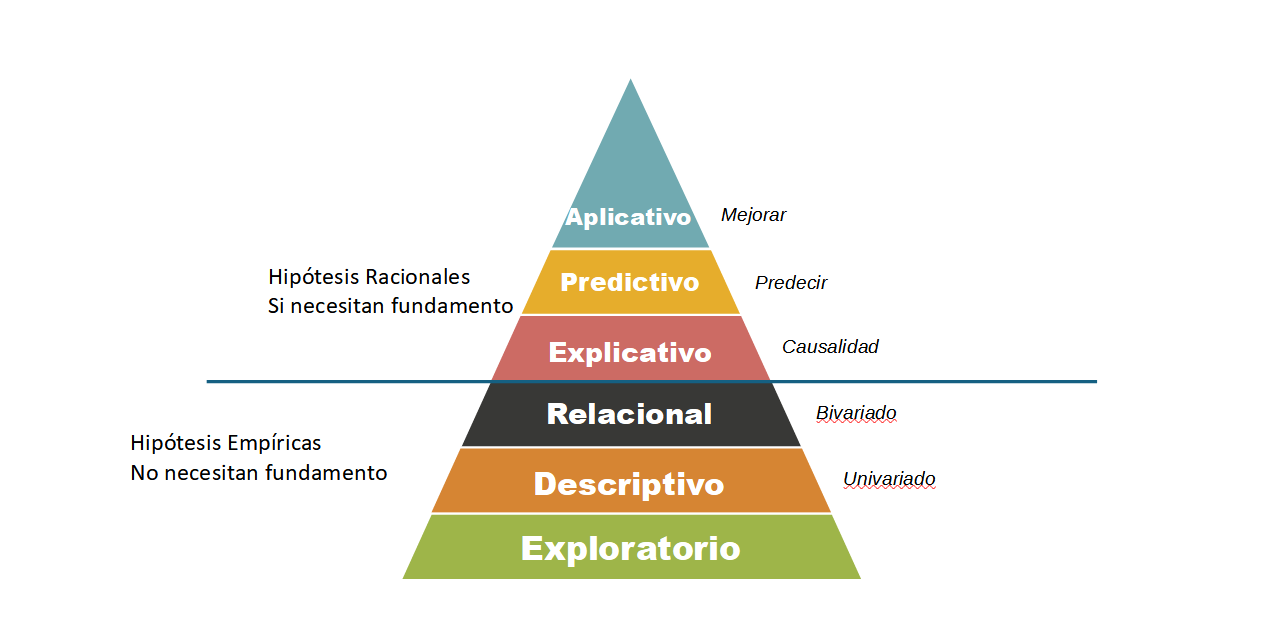 Aplicativo
Mejorar
Hipótesis Racionales
Si necesitan fundamento
Predictivo
Predecir
Explicativo
Causalidad
Relacional
Bivariado
Hipótesis Empíricas
No necesitan fundamento
Descriptivo
Univariado
Exploratorio